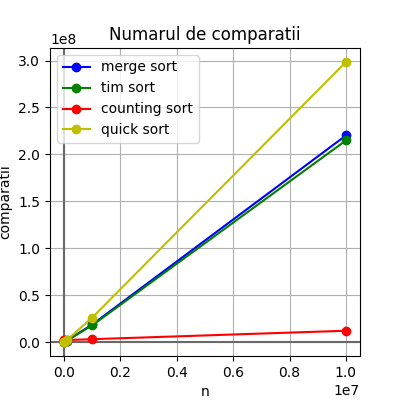 Numarul de comparatii
1e8
merge sort
tim sort
counting sort
quick sort
3.0
2.5
2.0
1.5
1.0
0.5
0.0
comparatii
0.0 0.2 0.4 0.6 0.8 1.0
1e7
n